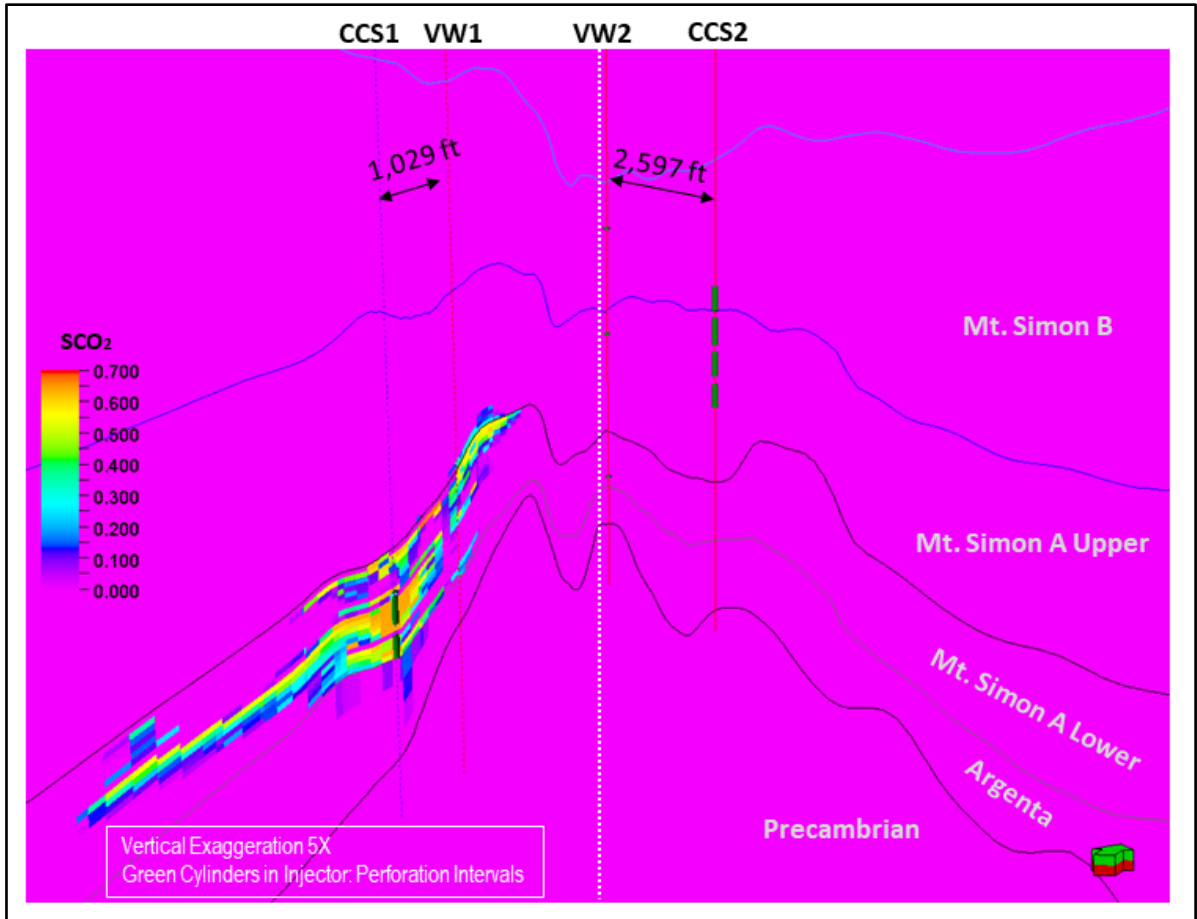 CCS1 VW1 VW2 CCS2
1,029 ft
2,597 ft
Mt. Simon B
SCO2
0.700
0.600
0.500
0.400
0.300
0.200
0.100
0.000
Mt. Simon A Upper
Mt. Simon A Lower
Argenta
Precambrian
Vertical Exaggeration 5X
Green Cylinders in Injector: Perforation Intervals